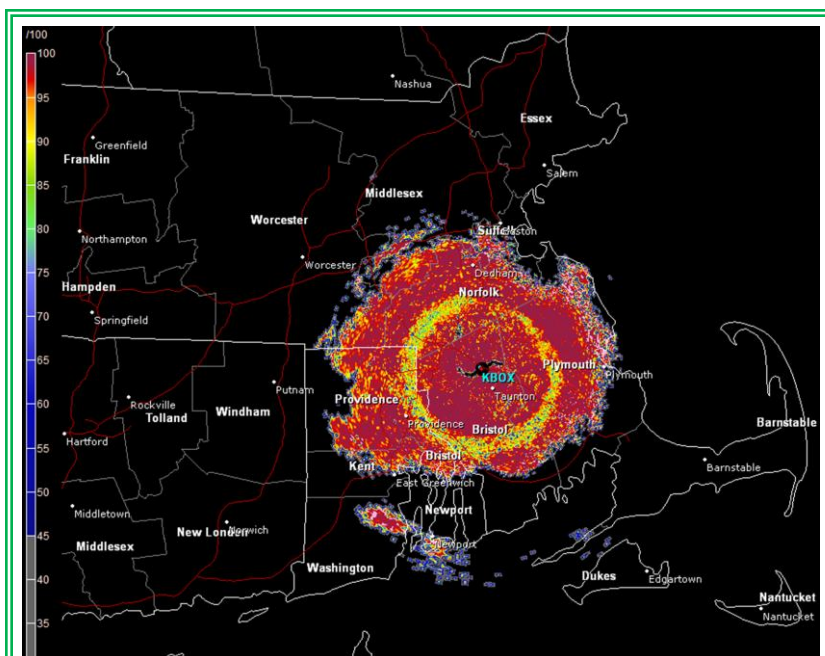 /100
100
95
90
85
80
75
70
65
60
55
50
45
40
35
Nashua
Essex
Greenfield
Franklin
Salem
Middlesex
Worcester
Northampton
Suffolk
Boston
Worcester
Dedham
Hampden
Norfolk
Springfield
Plymouth
Plymouth
KBOX
Putnam
Taunton
Rockville
Windham
Providence
Tolland
Barnstable
Providence
Bristol
Hartford
Bristol
Kent
Barnstable
East Greenwich
Middletown
Newport
New London
Norwich
Newport
Middlesex
Washington
Dukes
Edgartown
Nantucket
Nantucket